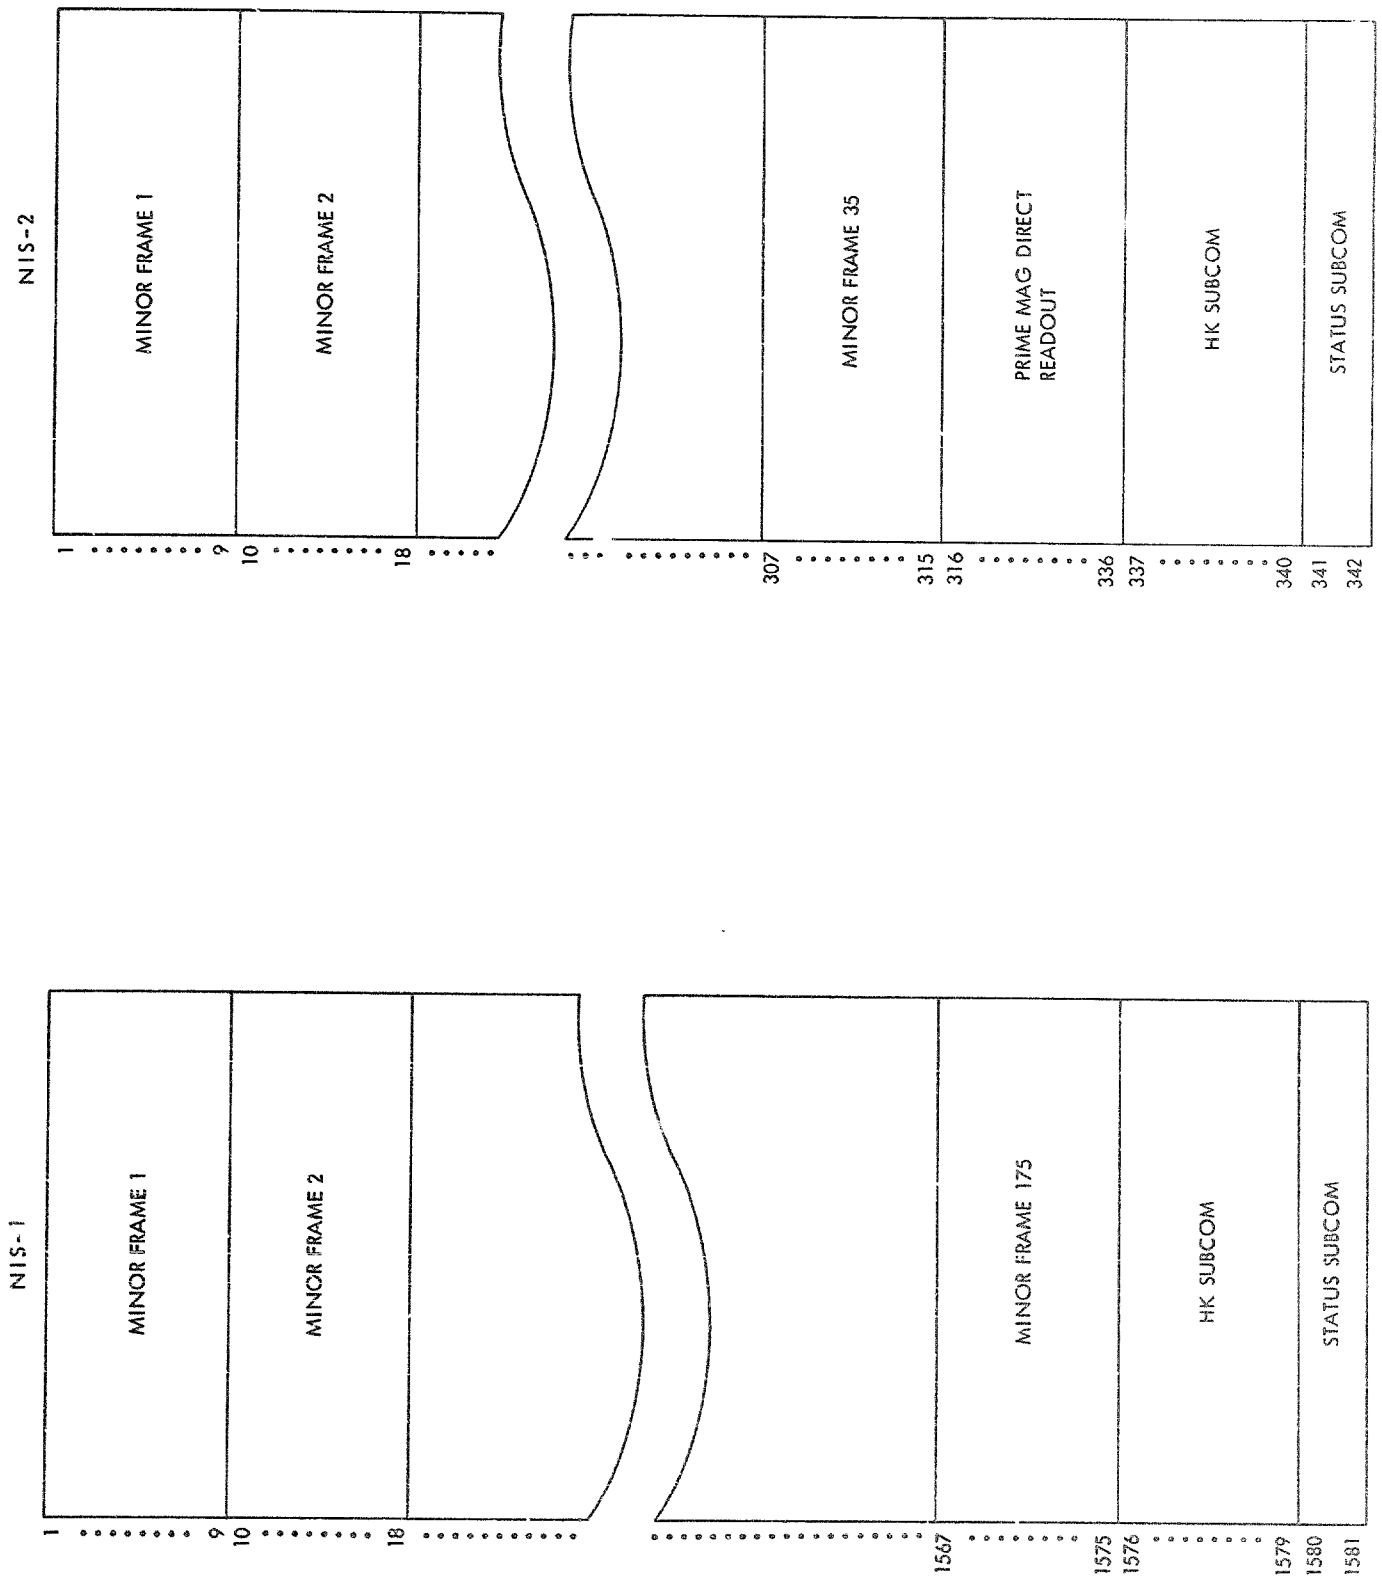 NIS-1
1
MINOR FRAME 1
9
10
MINOR FRAME 2
18
1567
MINOR FRAME 175
1575
1576
HK SUBCOM
1579
1580
STATUS SUBCOM
1581
NIS-2
1
MINOR FRAME 1
9
10
MINOR FRAME 2
18
307
MINOR FRAME 35
315
316
PRIME MAG DIRECT
READOUT
336
337
HK SUBCOM
340
341
STATUS SUBCOM
342